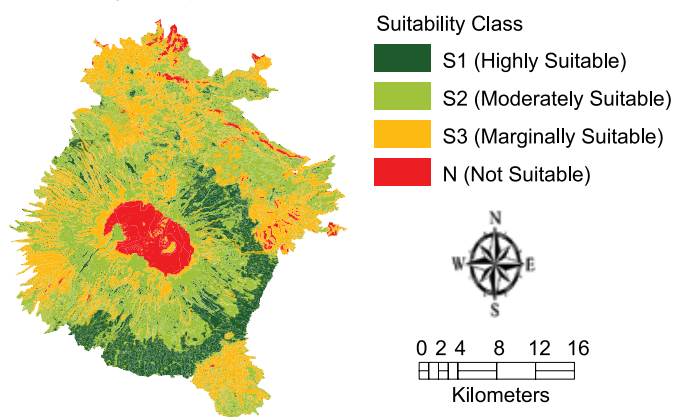 Suitability Class
S1 (Highly Suitable)
S2 (Moderately Suitable)
S3 (Marginally Suitable)
N (Not Suitable)
N
W E
S
0 2 4 8 12 16
Kilometers